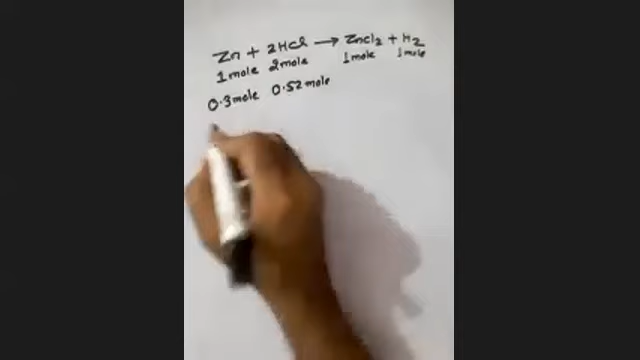 Zn + 2HCl → ZnCl2 + H2
1mole 2mole 1mole 1mole
0.3mole 0.52mole